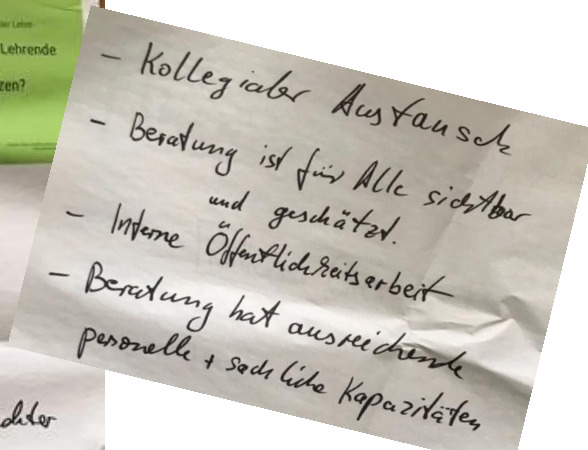 Lehrende
zen?
- Kollegialer Austausch
- Beratung ist für Alle sichtbar
und geschätzt.
- Interne Öffentlichkeitsarbeit
- Beratung hat ausreichende
personelle + sachliche Kapazitäten